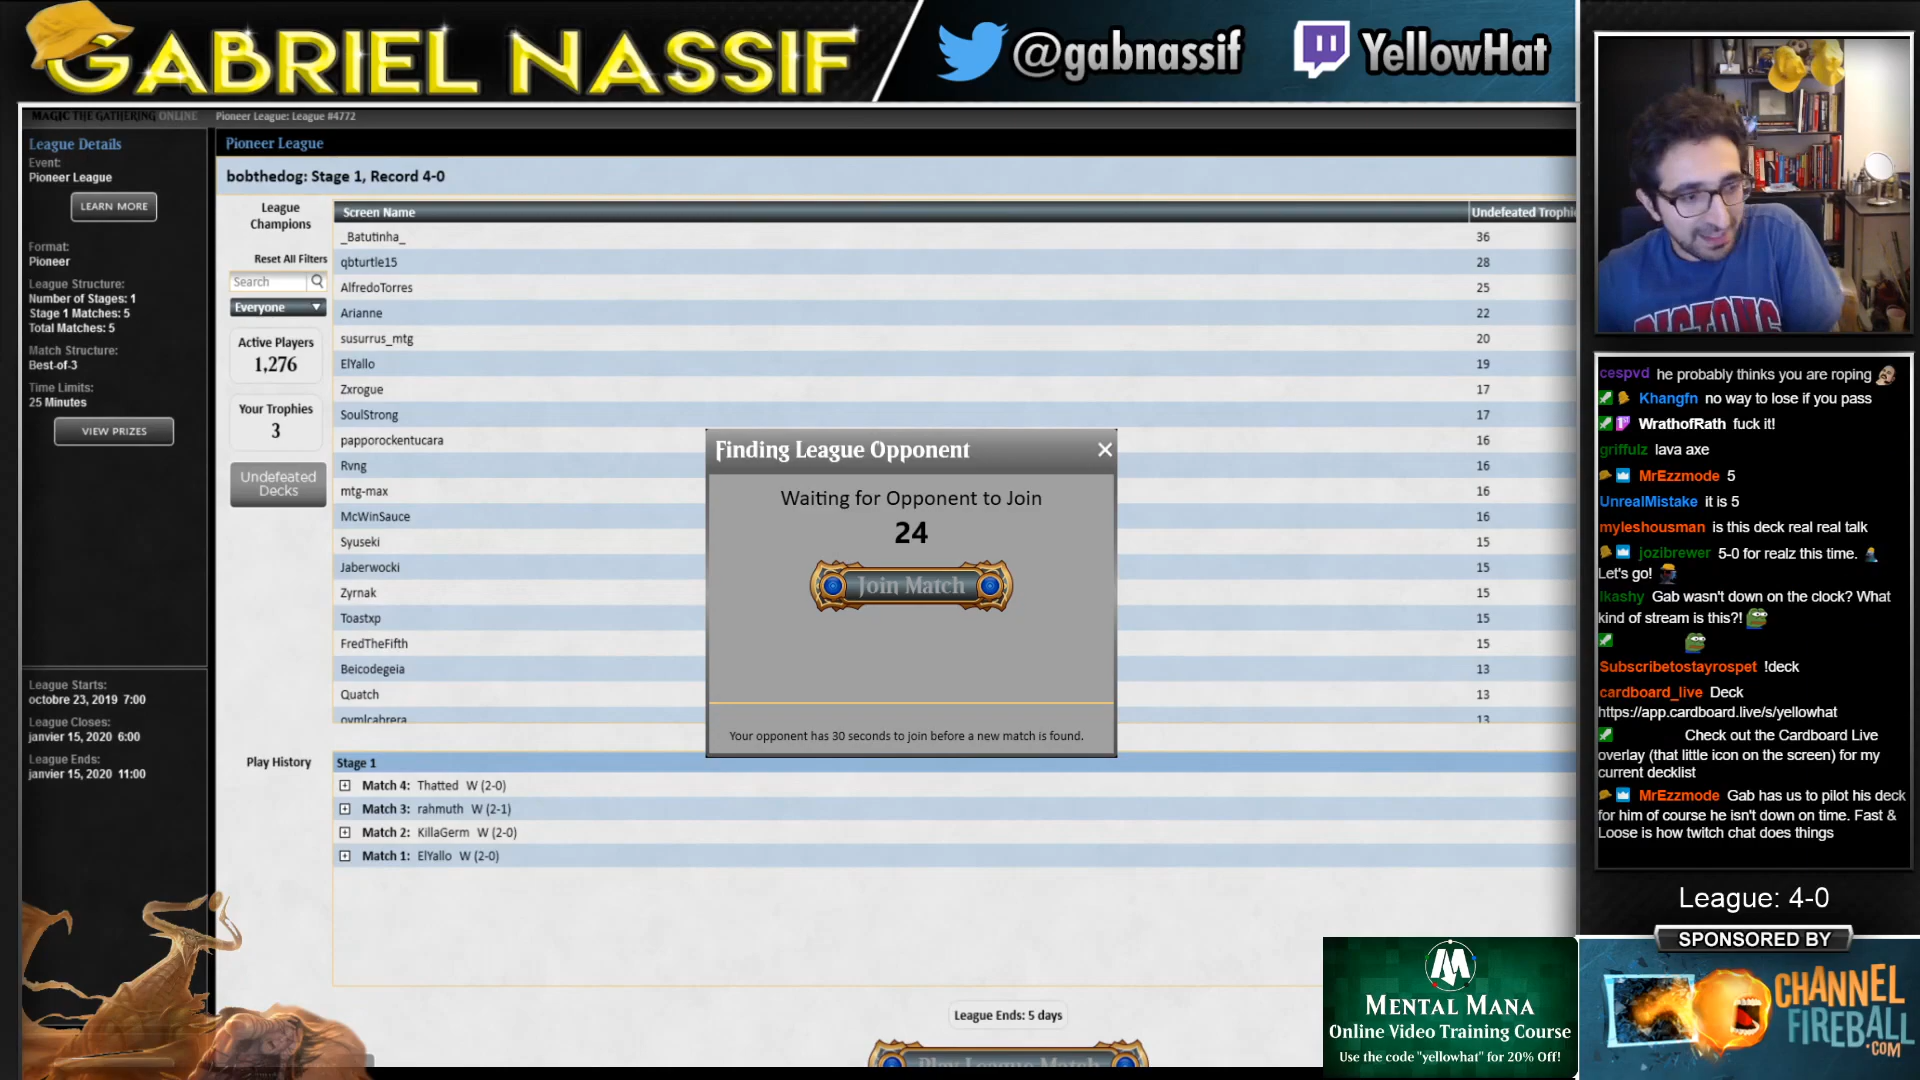 GABRIEL NASSIF
@gabnassif
YellowHat
MAGIC THE GATHERING ONLINE
Pioneer League: League #4772
League Details
Event:
Pioneer League
LEARN MORE
Format:
Pioneer
League Structure:
Number of Stages: 1
Stage 1 Matches: 5
Total Matches: 5
Match Structure:
Best-of-3
Time Limits:
25 Minutes
VIEW PRIZES
League Starts:
octobre 23, 2019 7:00
League Closes:
janvier 15, 2020 6:00
League Ends:
janvier 15, 2020 11:00
Pioneer League
bobthedog: Stage 1, Record 4-0
League
Champions
Reset All Filters
Search
Everyone
Active Players
1,276
Your Trophies
3
Undefeated
Decks
Screen Name Undefeated Trophi
_Batutinha_ 36
qbturtle15 28
AlfredoTorres 25
Arianne 22
susurrus_mtg 20
ElYallo 19
Zxrogue 17
SoulStrong 17
papporockentucara 16
Rvng 16
mtg-max 16
McWinSauce 16
Syuseki 15
Jaberwocki 15
Zyrnak 15
Toastxp 15
FredTheFifth 15
Beicodegeia 13
Quatch 13
oymlcabrera 13
Finding League Opponent
Waiting for Opponent to Join
24
Join Match
Your opponent has 30 seconds to join before a new match is found.
Play History
Stage 1
Match 4: Thatted W (2-0)
Match 3: rahmuth W (2-1)
Match 2: KillaGerm W (2-0)
Match 1: ElYallo W (2-0)
League Ends: 5 days
Play League Match
PISTONS
cespvd he probably thinks you are roping
Khangfn no way to lose if you pass
WrathofRath fuck it!
griffulz lava axe
MrEzzmode 5
UnrealMistake it is 5
myleshousman is this deck real real talk
jozibrewer 5-0 for realz this time.
Let's go!
Ikashy Gab wasn't down on the clock? What
kind of stream is this?!
Subscribetostayrospet !deck
cardboard_live Deck
https://app.cardboard.live/s/yellowhat
Check out the Cardboard Live
overlay (that little icon on the screen) for my
current decklist
MrEzzmode Gab has us to pilot his deck
for him of course he isn't down on time. Fast &
Loose is how twitch chat does things
League: 4-0
SPONSORED BY
CHANNEL
FIREBALL
.COM
M
MENTAL MANA
Online Video Training Course
Use the code "yellowhat" for 20% Off!